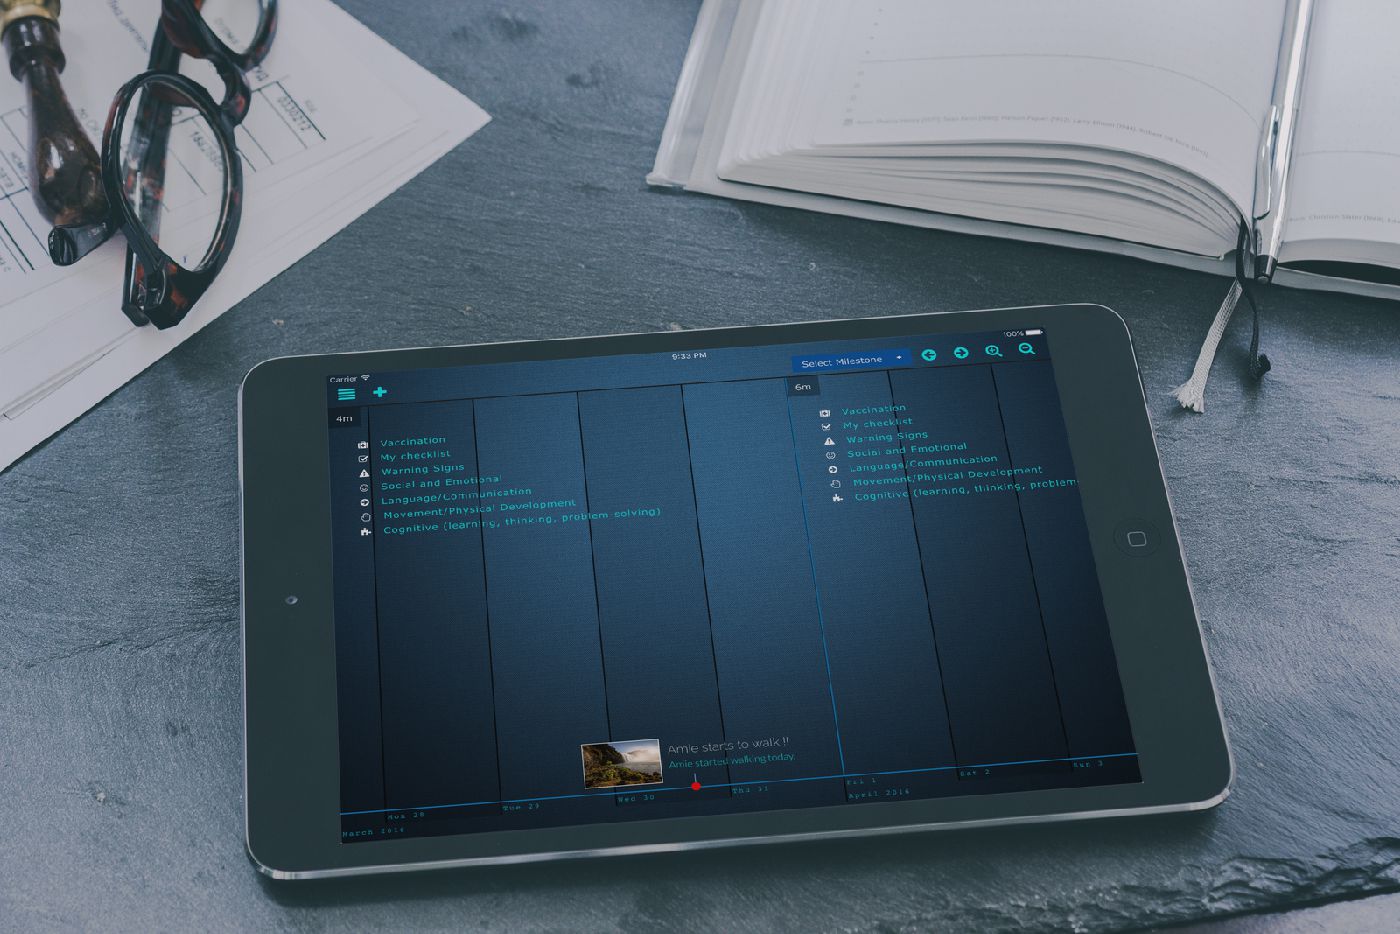 0330212
Carrier
9:33 PM
100%
Select Milestone
4m
6m
Vaccination
My checklist
Warning Signs
Social and Emotional
Language/Communication
Movement/Physical Development
Cognitive (learning, thinking, problem solving)
Vaccination
My checklist
Warning Signs
Social and Emotional
Language/Communication
Movement/Physical Development
Cognitive (learning, thinking, problem
Amie starts to walk !!
Amie started walking today.
Mon 28
Tue 29
Wed 30
Thu 31
Fri 1
Sat 2
Sun 3
March 2016
April 2016